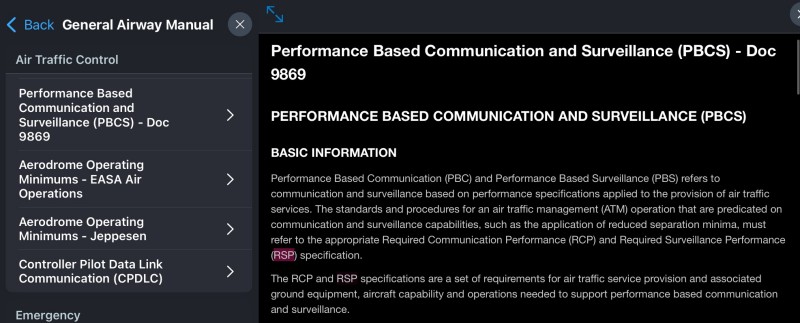 Back General Airway Manual
Air Traffic Control
Performance Based
Communication and
Surveillance (PBCS) - Doc
9869
Aerodrome Operating
Minimums - EASA Air
Operations
Aerodrome Operating
Minimums - Jeppesen
Controller Pilot Data Link
Communication (CPDLC)
Emergency
Performance Based Communication and Surveillance (PBCS) - Doc
9869
PERFORMANCE BASED COMMUNICATION AND SURVEILLANCE (PBCS)
BASIC INFORMATION
Performance Based Communication (PBC) and Performance Based Surveillance (PBS) refers to
communication and surveillance based on performance specifications applied to the provision of air traffic
services. The standards and procedures for an air traffic management (ATM) operation that are predicated on
communication and surveillance capabilities, such as the application of reduced separation minima, must
refer to the appropriate Required Communication Performance (RCP) and Required Surveillance Performance
(RSP) specification.
The RCP and RSP specifications are a set of requirements for air traffic service provision and associated
ground equipment, aircraft capability and operations needed to support performance based communication
and surveillance.